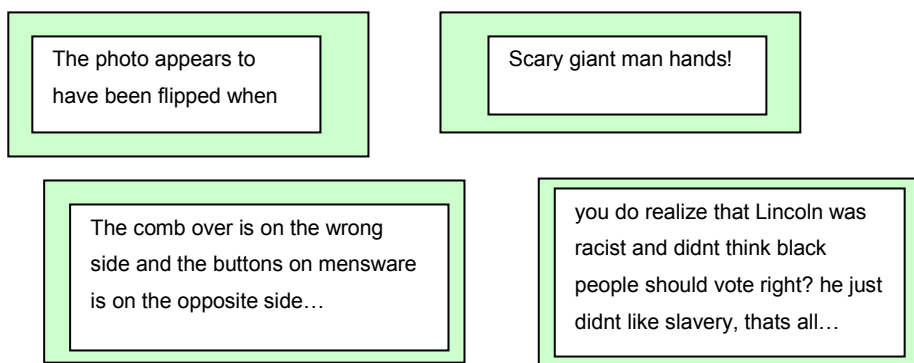 The photo appears to
have been flipped when
Scary giant man hands!
The comb over is on the wrong
side and the buttons on mensware
is on the opposite side…
you do realize that Lincoln was
racist and didnt think black
people should vote right? he just
didnt like slavery, thats all…